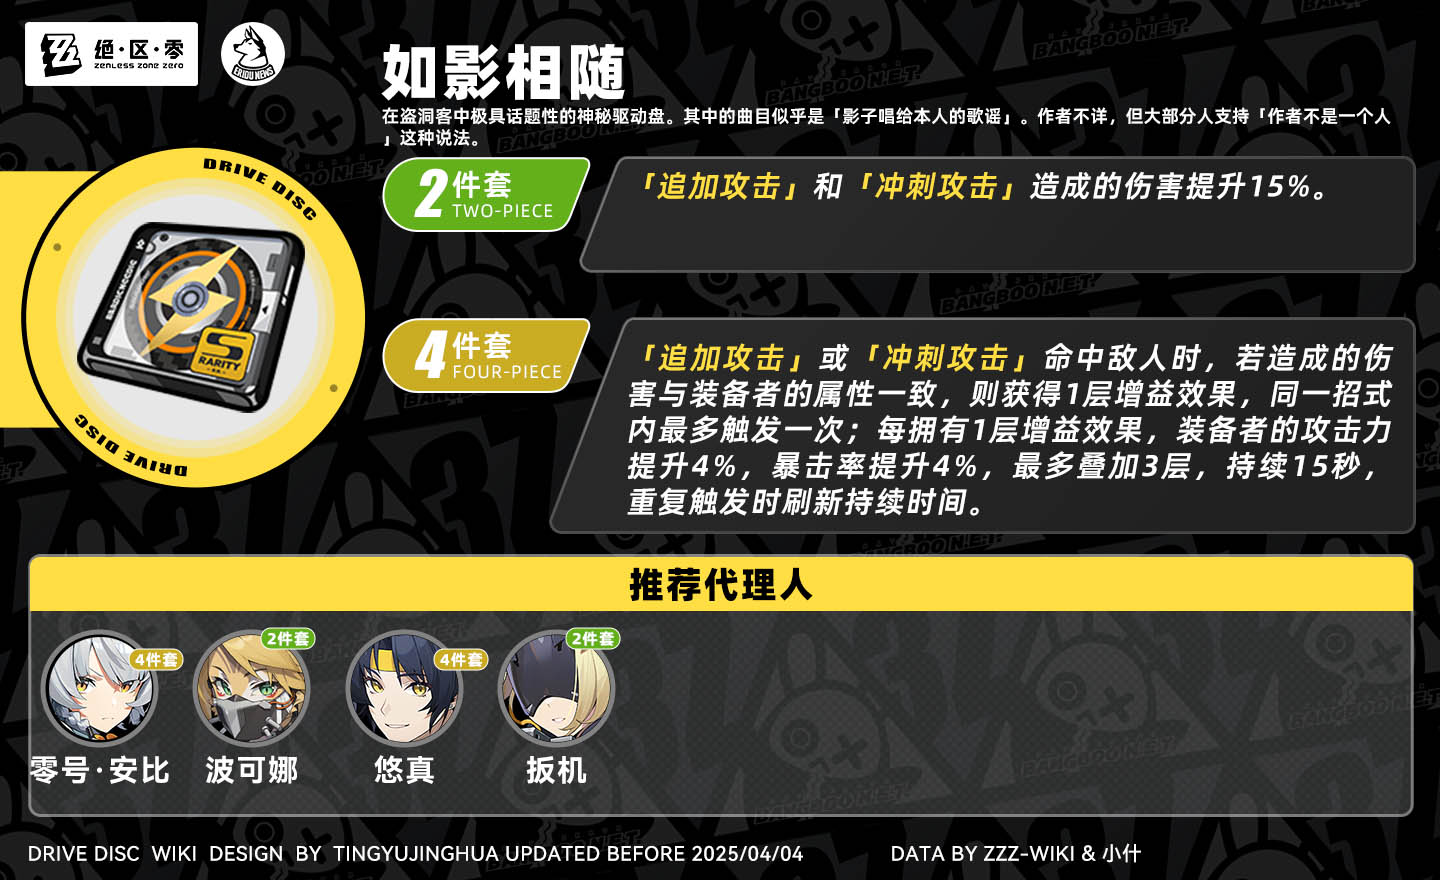 绝·区·零
ZENLESS ZONE ZERO
ERIDU NEWS
如影相随
在盗洞客中极具话题性的神秘驱动盘。其中的曲目似乎是「影子唱给本人的歌谣」。作者不详，但大部分人支持「作者不是一个人
」这种说法。
DRIVE DISC
S
RARITY
DRIVE DISC
2件套
TWO-PIECE
「追加攻击」和「冲刺攻击」造成的伤害提升15%。
4件套
FOUR-PIECE
「追加攻击」或「冲刺攻击」命中敌人时，若造成的伤
害与装备者的属性一致，则获得1层增益效果，同一招式
内最多触发一次；每拥有1层增益效果，装备者的攻击力
提升4%，暴击率提升4%，最多叠加3层，持续15秒，
重复触发时刷新持续时间。
推荐代理人
4件套
2件套
4件套
2件套
零号·安比
波可娜
悠真
扳机
DRIVE DISC WIKI DESIGN BY TINGYUJINGHUA UPDATED BEFORE 2025/04/04
DATA BY ZZZ-WIKI & 小什